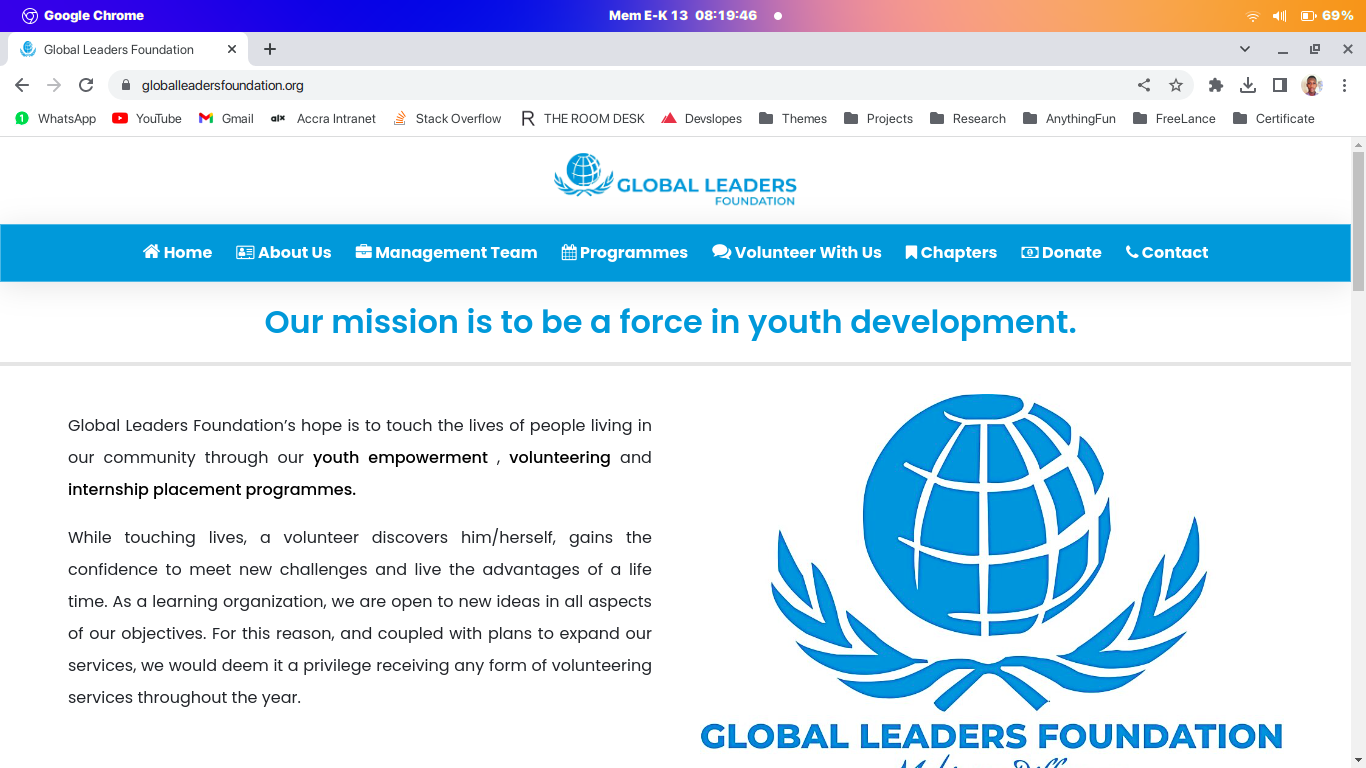 Google Chrome
Mem E-K 13 08:19:46
69%
Global Leaders Foundation
globalleadersfoundation.org
WhatsApp YouTube Gmail alx Accra Intranet Stack Overflow R THE ROOM DESK Devslopes Themes Projects Research AnythingFun FreeLance Certificate
GLOBAL LEADERS
FOUNDATION
Home About Us Management Team Programmes Volunteer With Us Chapters Donate Contact
Our mission is to be a force in youth development.
Global Leaders Foundation’s hope is to touch the lives of people living in
our community through our youth empowerment , volunteering and
internship placement programmes.
While touching lives, a volunteer discovers him/herself, gains the
confidence to meet new challenges and live the advantages of a life
time. As a learning organization, we are open to new ideas in all aspects
of our objectives. For this reason, and coupled with plans to expand our
services, we would deem it a privilege receiving any form of volunteering
services throughout the year.
GLOBAL LEADERS FOUNDATION